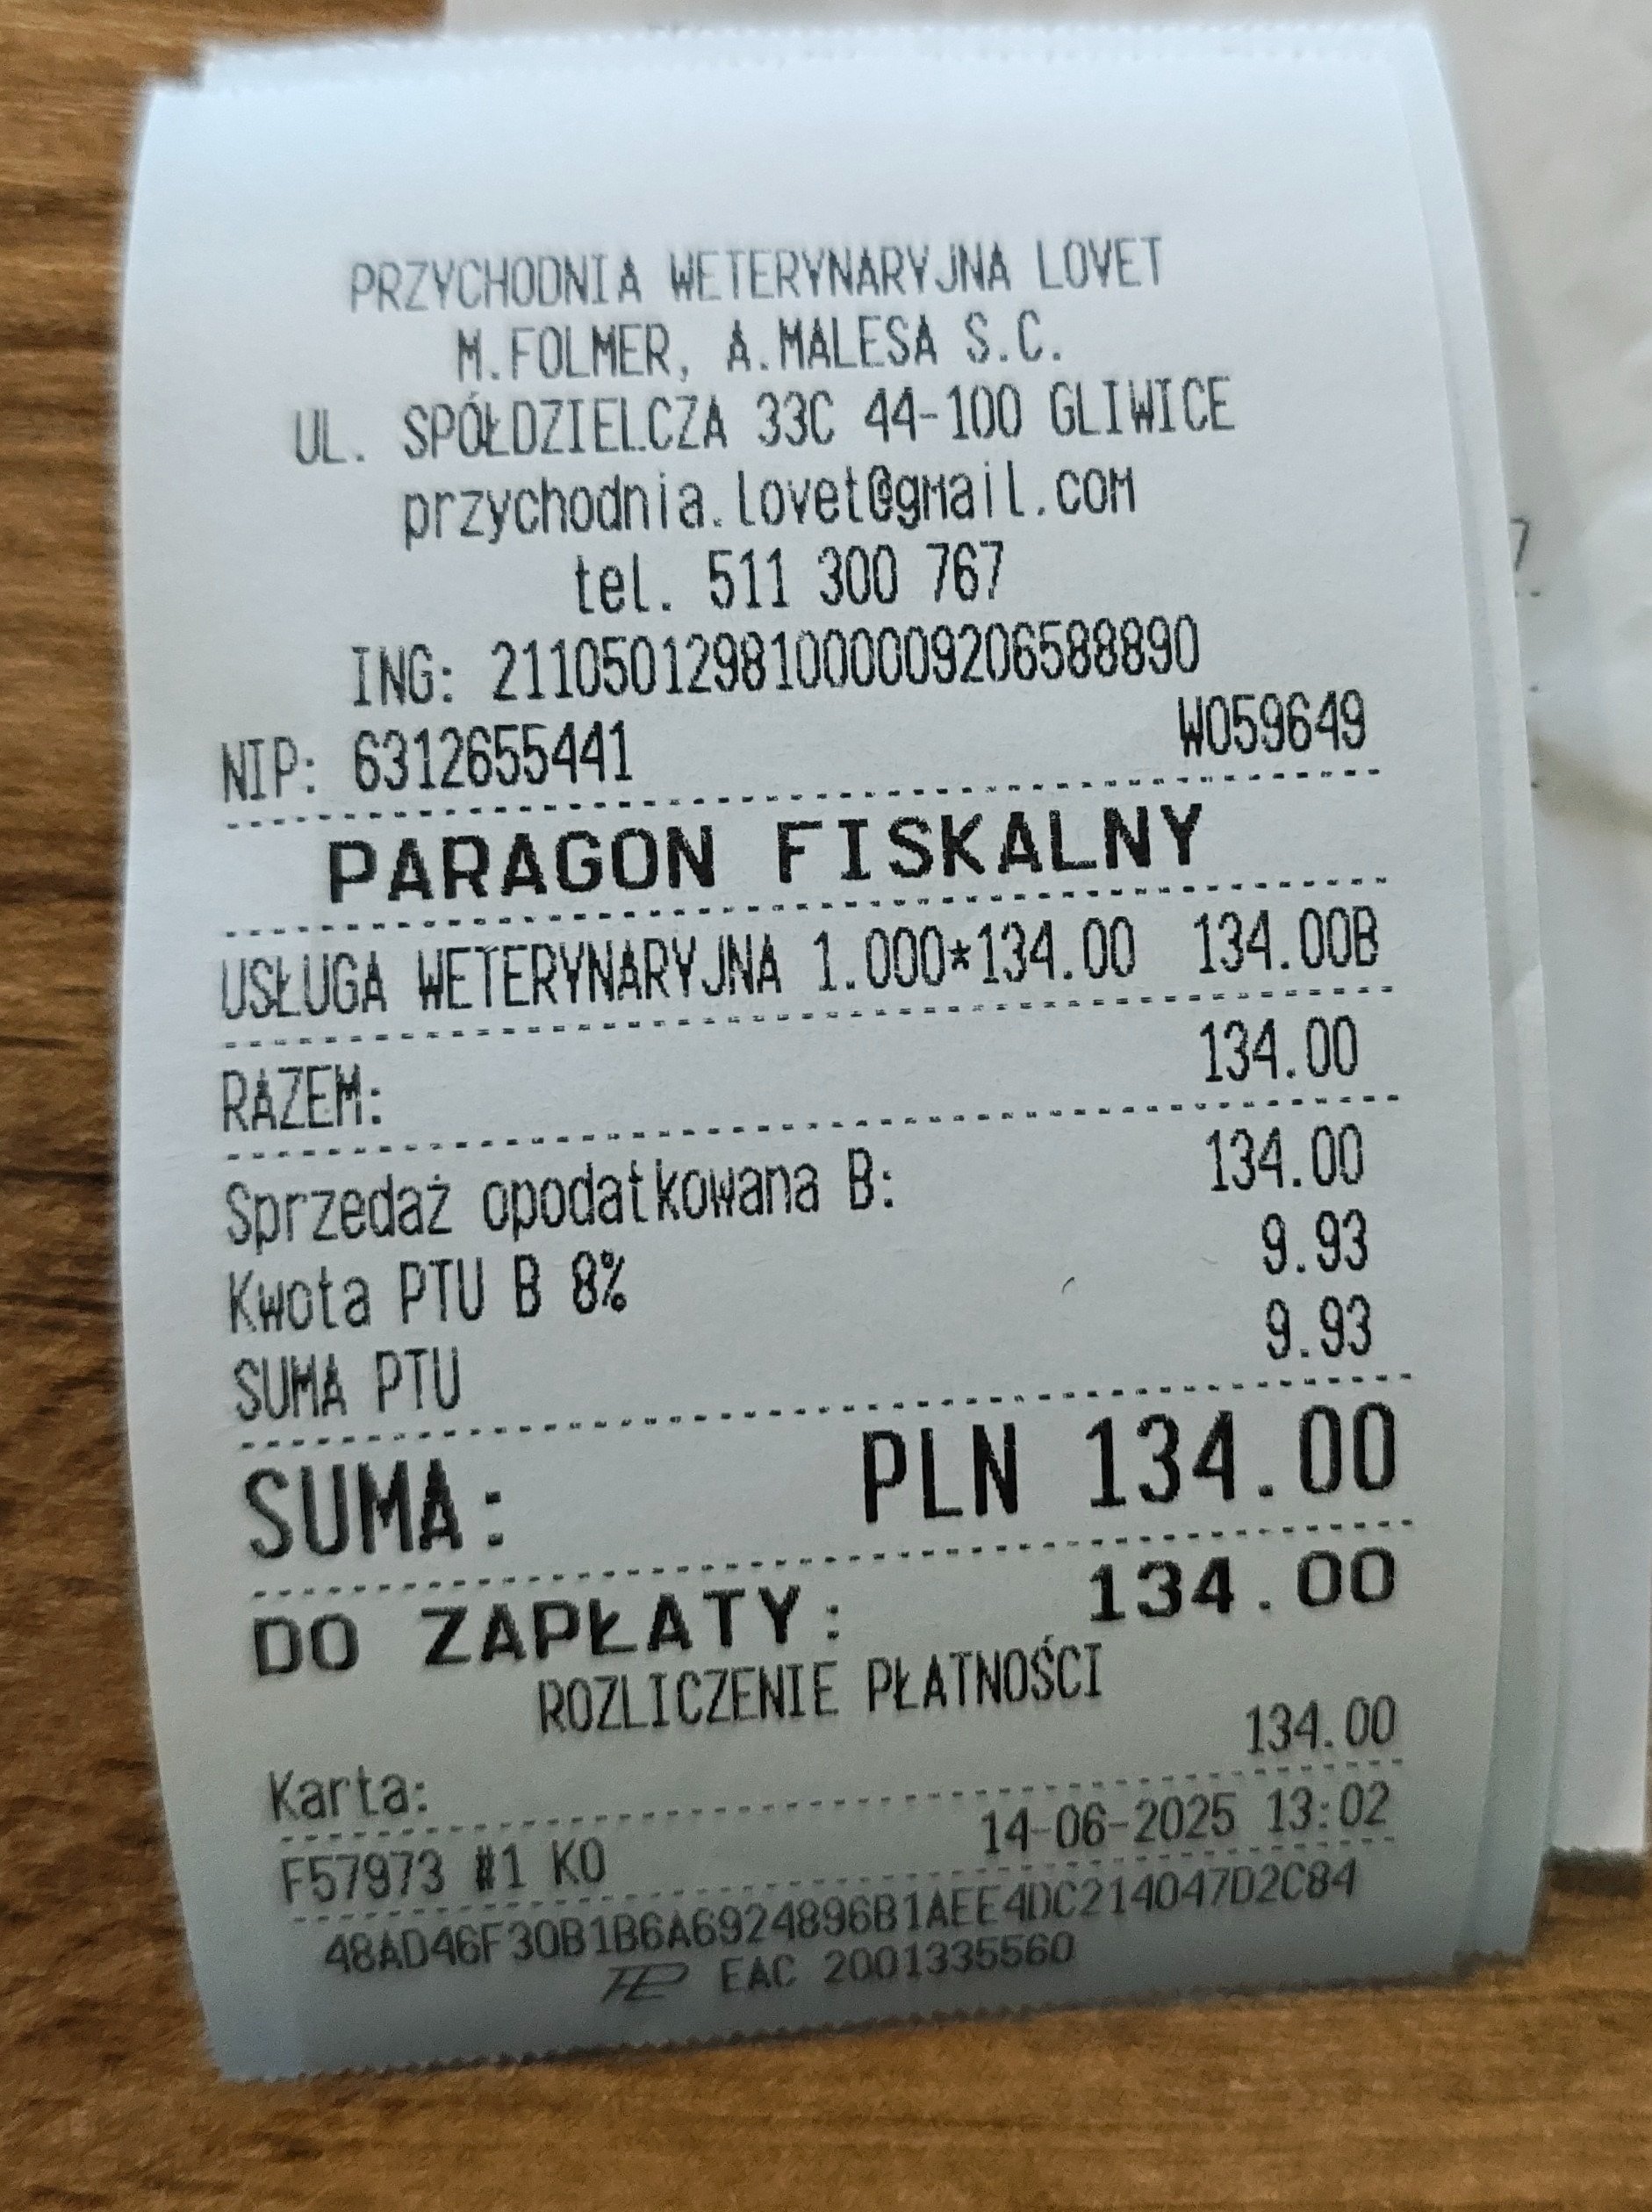 PRZYCHODNIA WETERYNARYJNA LOVET
M.FOLMER, A.MALESA S.C.
UL. SPÓŁDZIELCZA 33C 44-100 GLIWICE
przychodnia.lovet@gmail.com
tel. 511 300 767
ING: 21105012981000009206588890
NIP: 6312655441 W059649
PARAGON FISKALNY
USŁUGA WETERYNARYJNA 1.000*134.00 134.00B
RAZEM: 134.00
Sprzedaż opodatkowana B: 134.00
Kwota PTU B 8% 9.93
SUMA PTU 9.93
SUMA: PLN 134.00
DO ZAPŁATY: 134.00
ROZLICZENIE PŁATNOŚCI
Karta: 134.00
F57973 #1 KO 14-06-2025 13:02
48AD46F30B1B6A6924896B1AEE4DC214047D2C84
EAC 2001335560